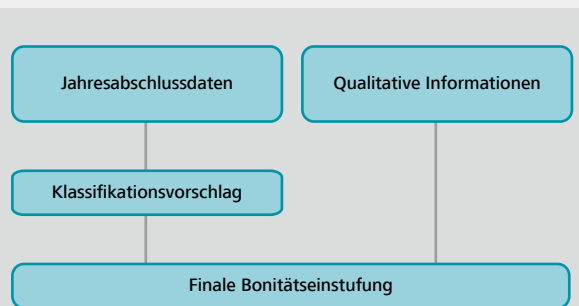 Jahresabschlussdaten
Qualitative Informationen
Klassifikationsvorschlag
Finale Bonitätseinstufung